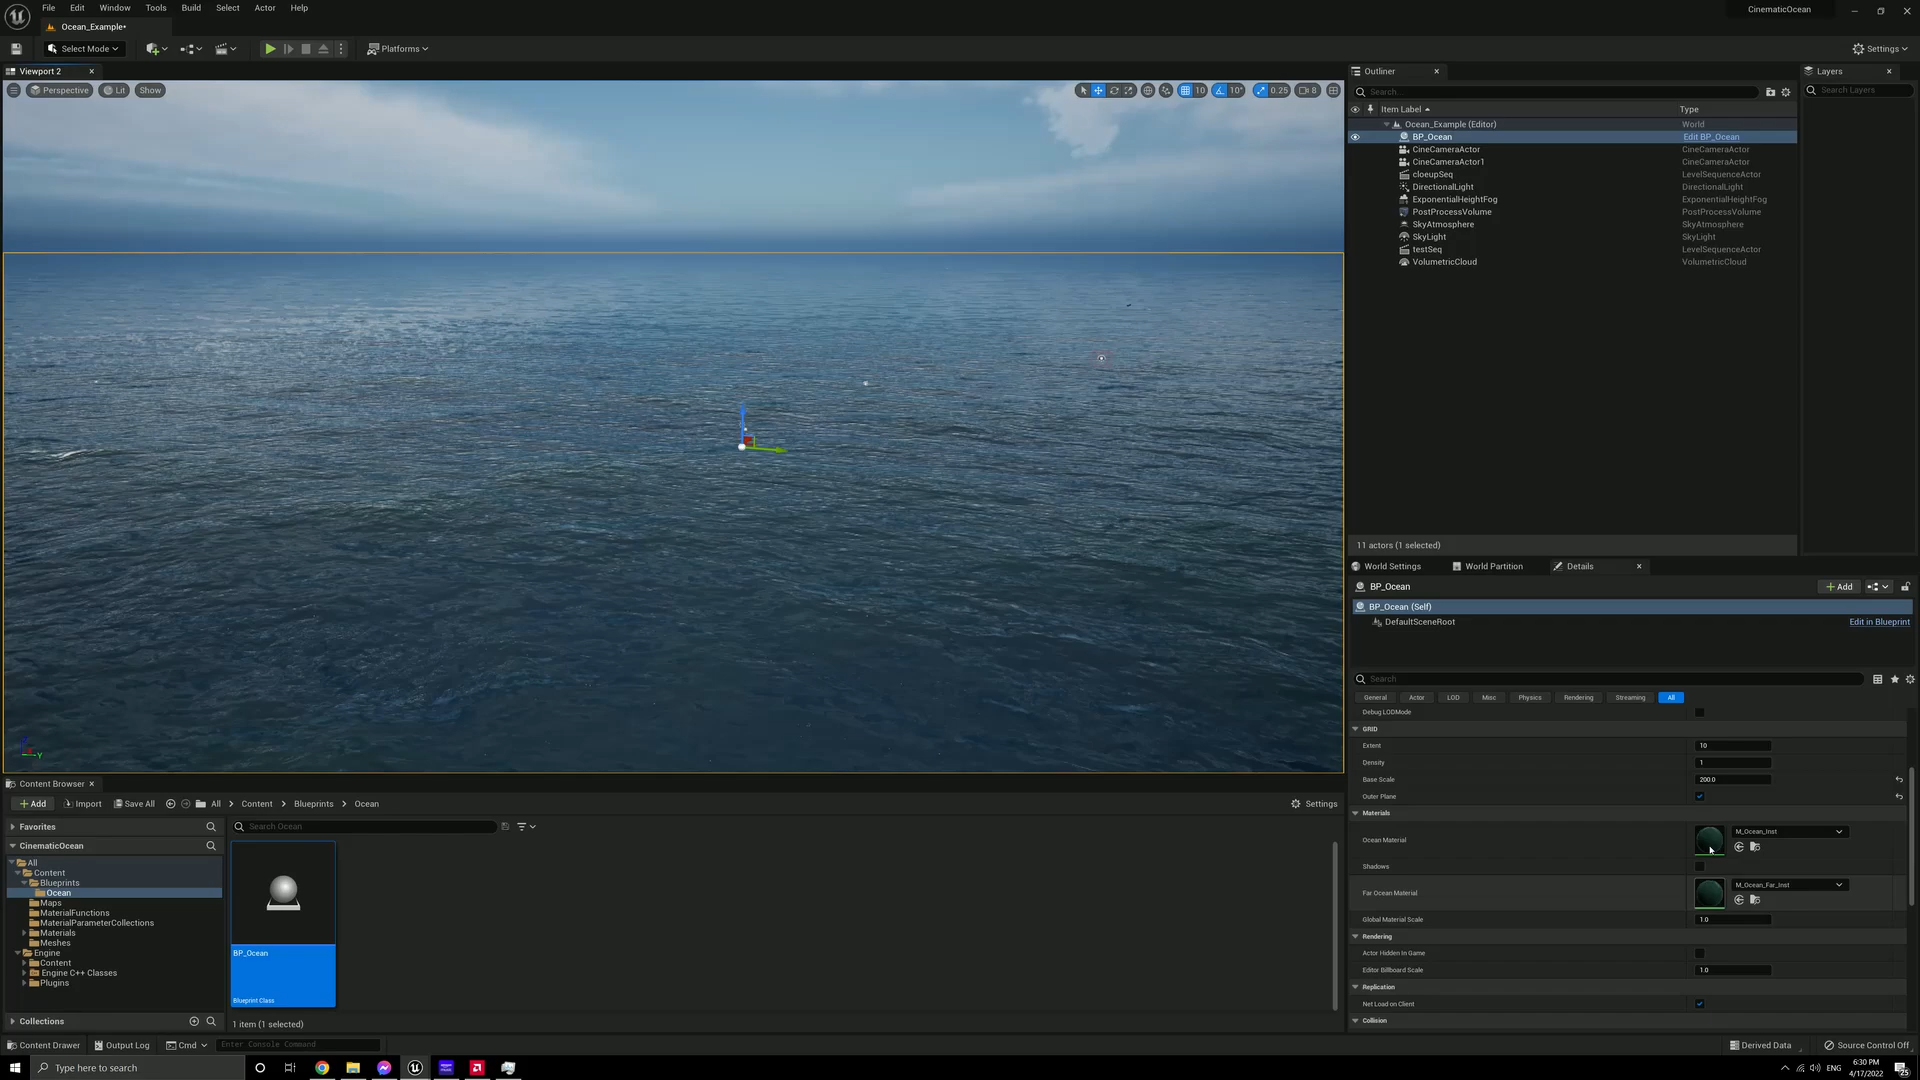 File Edit Window Tools Build Select Actor Help
CinematicOcean
Ocean_Example•
Select Mode
Platforms
Settings
Viewport 2
Perspective Lit Show
10 10° 0.25 8
Outliner
Search...
Item Label Type
Ocean_Example (Editor) World
BP_Ocean Edit BP_Ocean
CineCameraActor CineCameraActor
CineCameraActor1 CineCameraActor
cloeupSeq LevelSequenceActor
DirectionalLight DirectionalLight
ExponentialHeightFog ExponentialHeightFog
PostProcessVolume PostProcessVolume
SkyAtmosphere SkyAtmosphere
SkyLight SkyLight
testSeq LevelSequenceActor
VolumetricCloud VolumetricCloud
11 actors (1 selected)
Layers
Search Layers
World Settings World Partition Details
BP_Ocean
Add
BP_Ocean (Self)
DefaultSceneRoot Edit in Blueprint
Search
General Actor LOD Misc Physics Rendering Streaming All
Debug LODMode
GRID
Extent 10
Density 1
Base Scale 200.0
Outer Plane
Materials
Ocean Material M_Ocean_Inst
Shadows
Far Ocean Material M_Ocean_Far_Inst
Global Material Scale 1.0
Rendering
Actor Hidden In Game
Editor Billboard Scale 1.0
Replication
Net Load on Client
Collision
Y
Content Browser
Add Import Save All All Content Blueprints Ocean Settings
Favorites
CinematicOcean
All
Content
Blueprints
Ocean
Maps
MaterialFunctions
MaterialParameterCollections
Materials
Meshes
Engine
Content
Engine C++ Classes
Plugins
Collections
Search Ocean
BP_Ocean
Blueprint Class
1 item (1 selected)
Content Drawer Output Log Cmd Enter Console Command
Derived Data Source Control Off
Type here to search
ENG
6:30 PM
4/17/2022
25